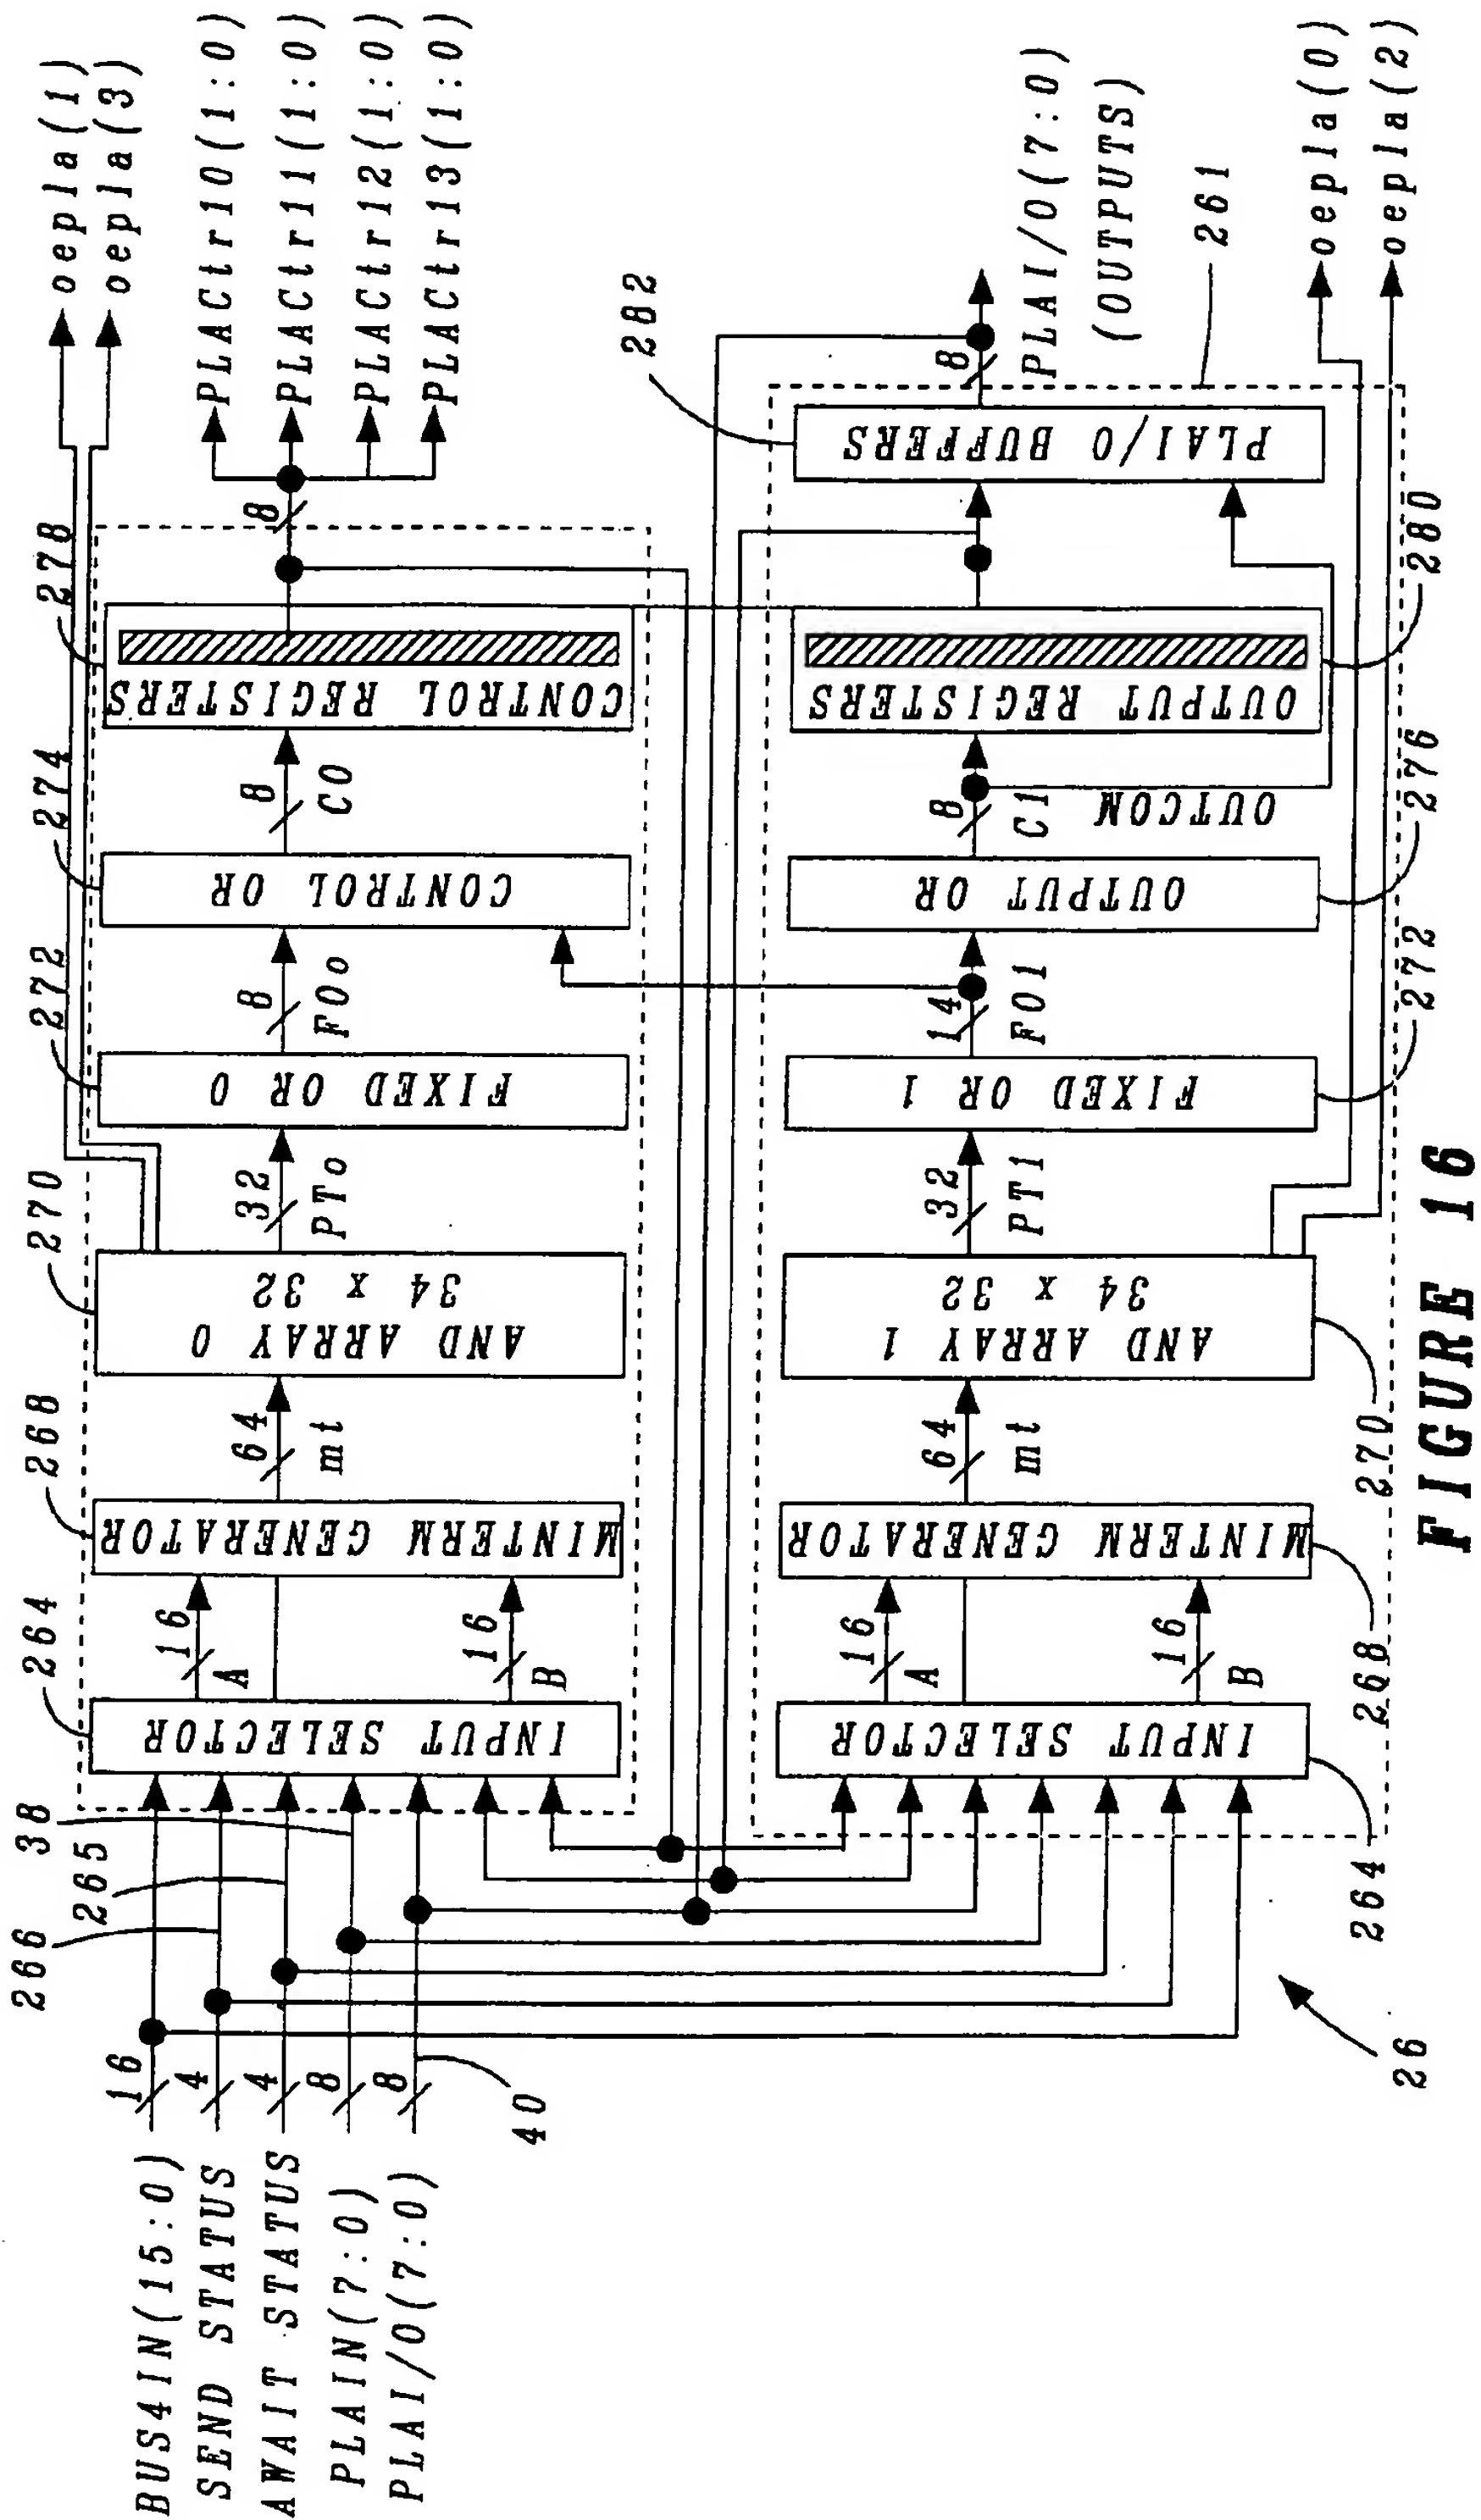 oepla(1)
oepla(3)
PLACtr10(1:0)
PLACtr11(1:0)
PLACtr12(1:0)
PLACtr13(1:0)
264
268
270
272
274
278
INPUT SELECTOR
16
A
16
B
MINTERM GENERATOR
64
mt
AND ARRAY 0
34 x 32
32
PTo
FIXED OR 0
8
FOo
CONTROL OR
8
C0
CONTROL REGISTERS
8
266
265
38
BUS4IN(15:0)
16
SEND STATUS
4
AWAIT STATUS
4
PLAIN(7:0)
8
PLAI/O(7:0)
8
40
INPUT SELECTOR
16
A
16
B
MINTERM GENERATOR
64
mt
AND ARRAY 1
34 x 32
32
PT1
FIXED OR 1
14
FO1
OUTPUT OR
8
C1
OUTCOM
OUTPUT REGISTERS
PLAI/O BUFFERS
282
8
PLAI/O(7:0)
(OUTPUTS)
261
oepla(0)
oepla(2)
26
264
268
270
272
276
280
FIGURE 16